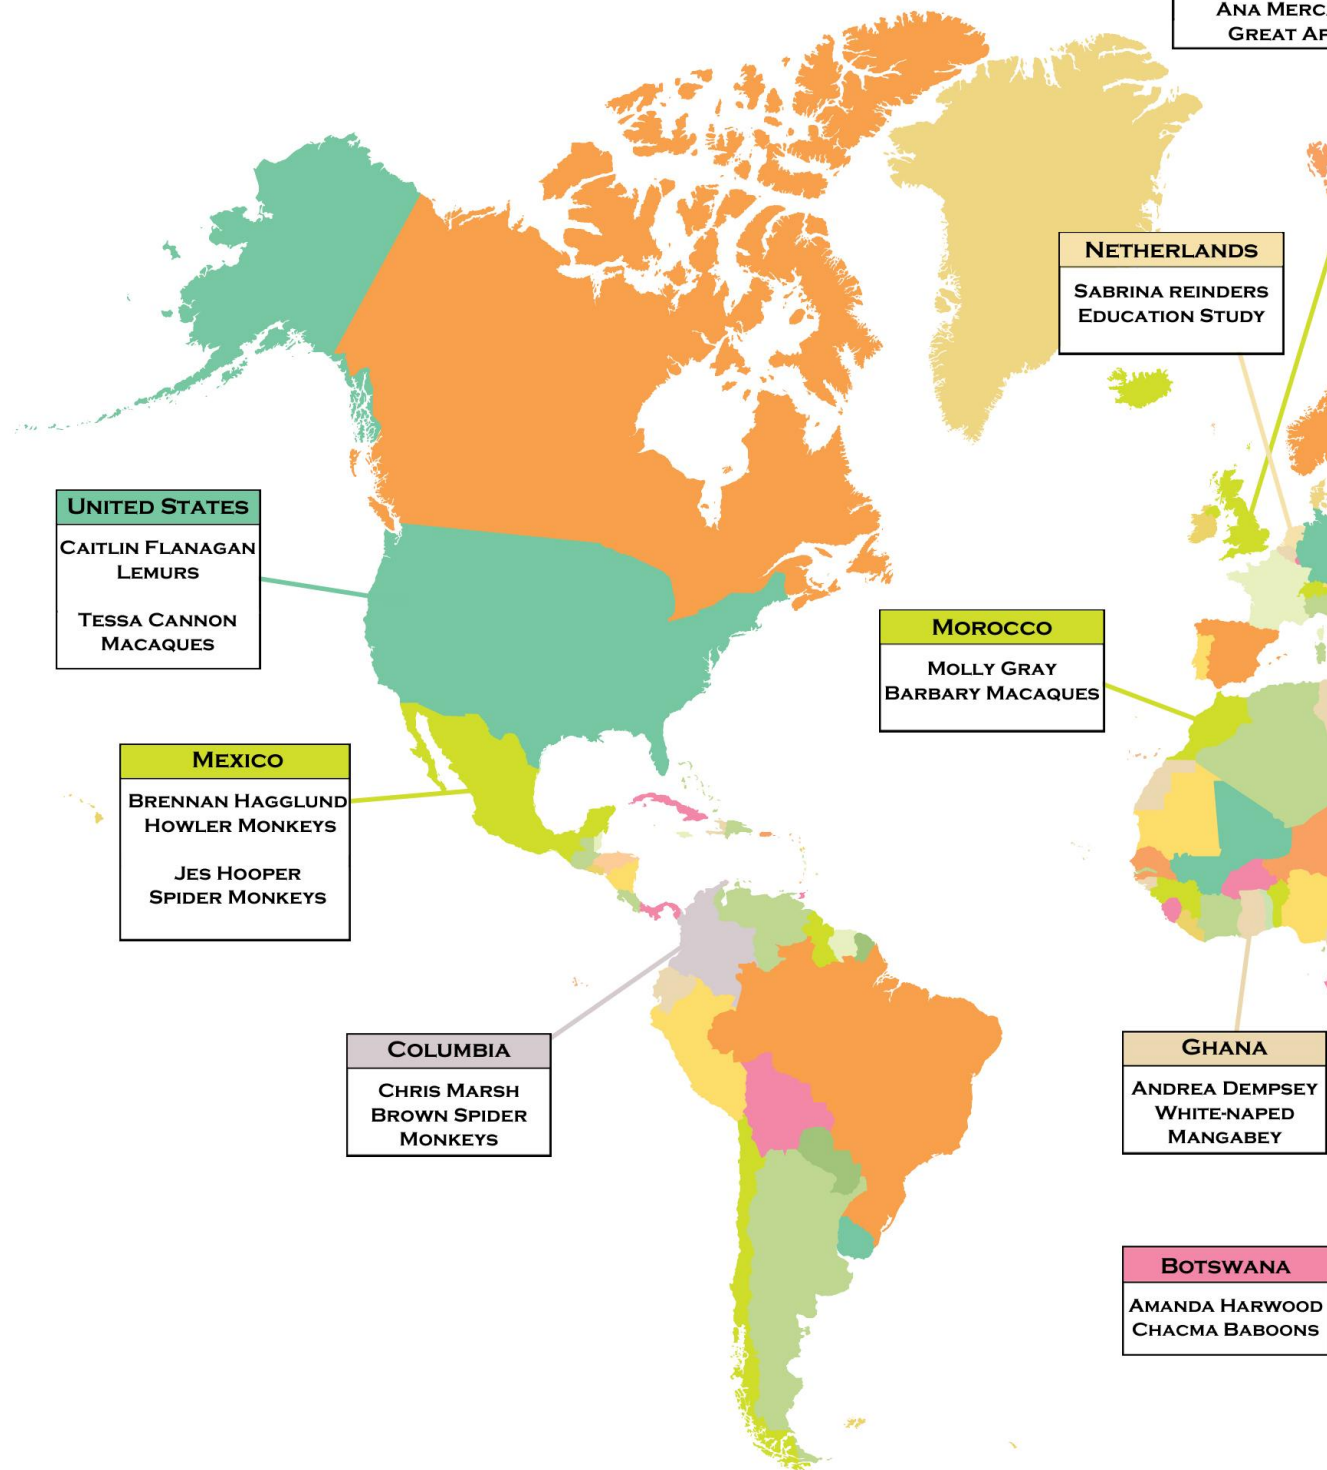 Ana
Great
Netherlands
Sabrina reinders
Education Study
United States
Caitlin Flanagan
Lemurs
Tessa Cannon
Macaques
Morocco
Molly Gray
Barbary Macaques
Mexico
Brennan Hagglund
Howler Monkeys
Jes Hooper
Spider Monkeys
Columbia
Chris Marsh
Brown Spider
Monkeys
Ghana
Andrea Dempsey
White-naped
Mangabey
Botswana
Amanda Harwood
Chacma Baboons